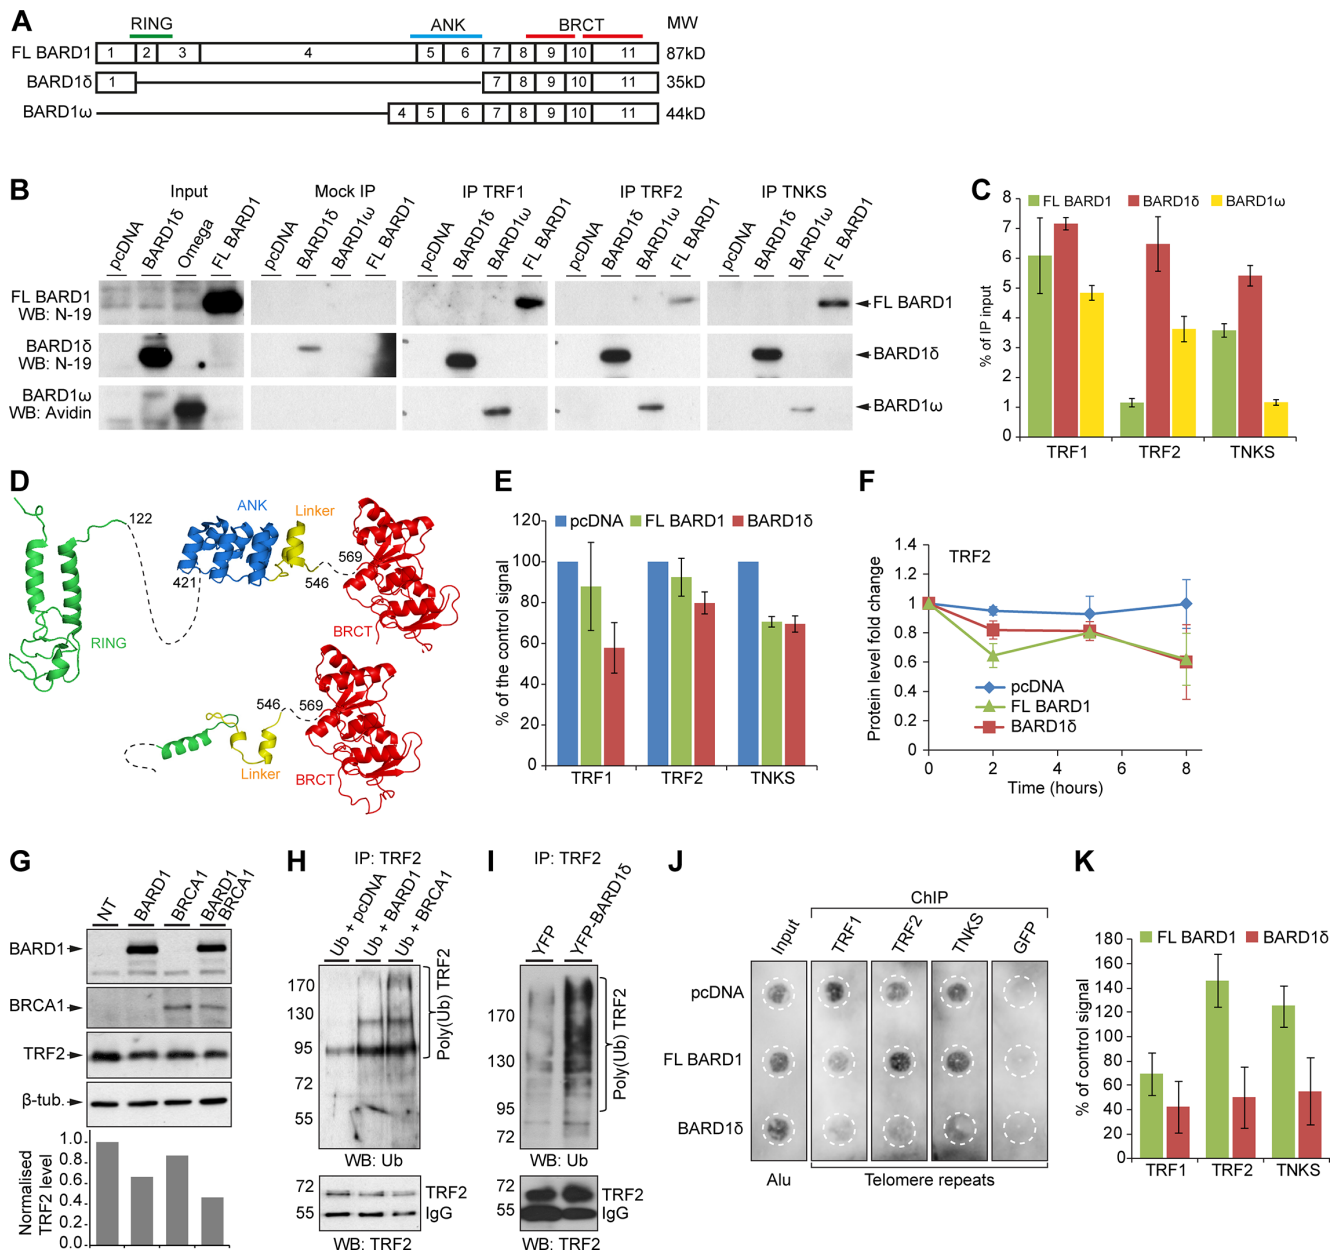 A
RING ANK BRCT MW
FL BARD1 1 2 3 4 5 6 7 8 9 10 11 87kD
BARD1δ 1 7 8 9 10 11 35kD
BARD1ω 4 5 6 7 8 9 10 11 44kD
B
Input Mock IP IP TRF1 IP TRF2 IP TNKS
pcDNA BARD1δ Omega FL BARD1 pcDNA BARD1δ BARD1ω FL BARD1 pcDNA BARD1δ BARD1ω FL BARD1 pcDNA BARD1δ BARD1ω FL BARD1 pcDNA BARD1δ BARD1ω FL BARD1
FL BARD1
WB: N-19
FL BARD1
BARD1δ
WB: N-19
BARD1δ
BARD1ω
WB: Avidin
BARD1ω
C
FL BARD1 BARD1δ BARD1ω
% of IP input
8
7
6
5
4
3
2
1
0
TRF1 TRF2 TNKS
D
122
ANK
Linker
421
546
569
RING
BRCT
546
569
Linker
BRCT
E
pcDNA FL BARD1 BARD1δ
% of the control signal
120
100
80
60
40
20
0
TRF1 TRF2 TNKS
F
TRF2
Protein level fold change
1.4
1.2
1
0.8
0.6
0.4
0.2
0
pcDNA
FL BARD1
BARD1δ
0 2 4 6 8
Time (hours)
G
NT BARD1 BRCA1 BARD1 BRCA1
BARD1
BRCA1
TRF2
β-tub.
Normalised
TRF2 level
1.0
0.8
0.6
0.4
0.2
0.0
H
IP: TRF2
Ub + pcDNA Ub + BARD1 Ub + BRCA1
170
130
95
72
55
Poly(Ub) TRF2
WB: Ub
72 TRF2
55 IgG
WB: TRF2
I
IP: TRF2
YFP YFP-BARD1δ
170
130
95
72
Poly(Ub) TRF2
WB: Ub
72 TRF2
55 IgG
WB: TRF2
J
ChIP
Input TRF1 TRF2 TNKS GFP
pcDNA
FL BARD1
BARD1δ
Alu Telomere repeats
K
FL BARD1 BARD1δ
% of control signal
180
160
140
120
100
80
60
40
20
0
TRF1 TRF2 TNKS